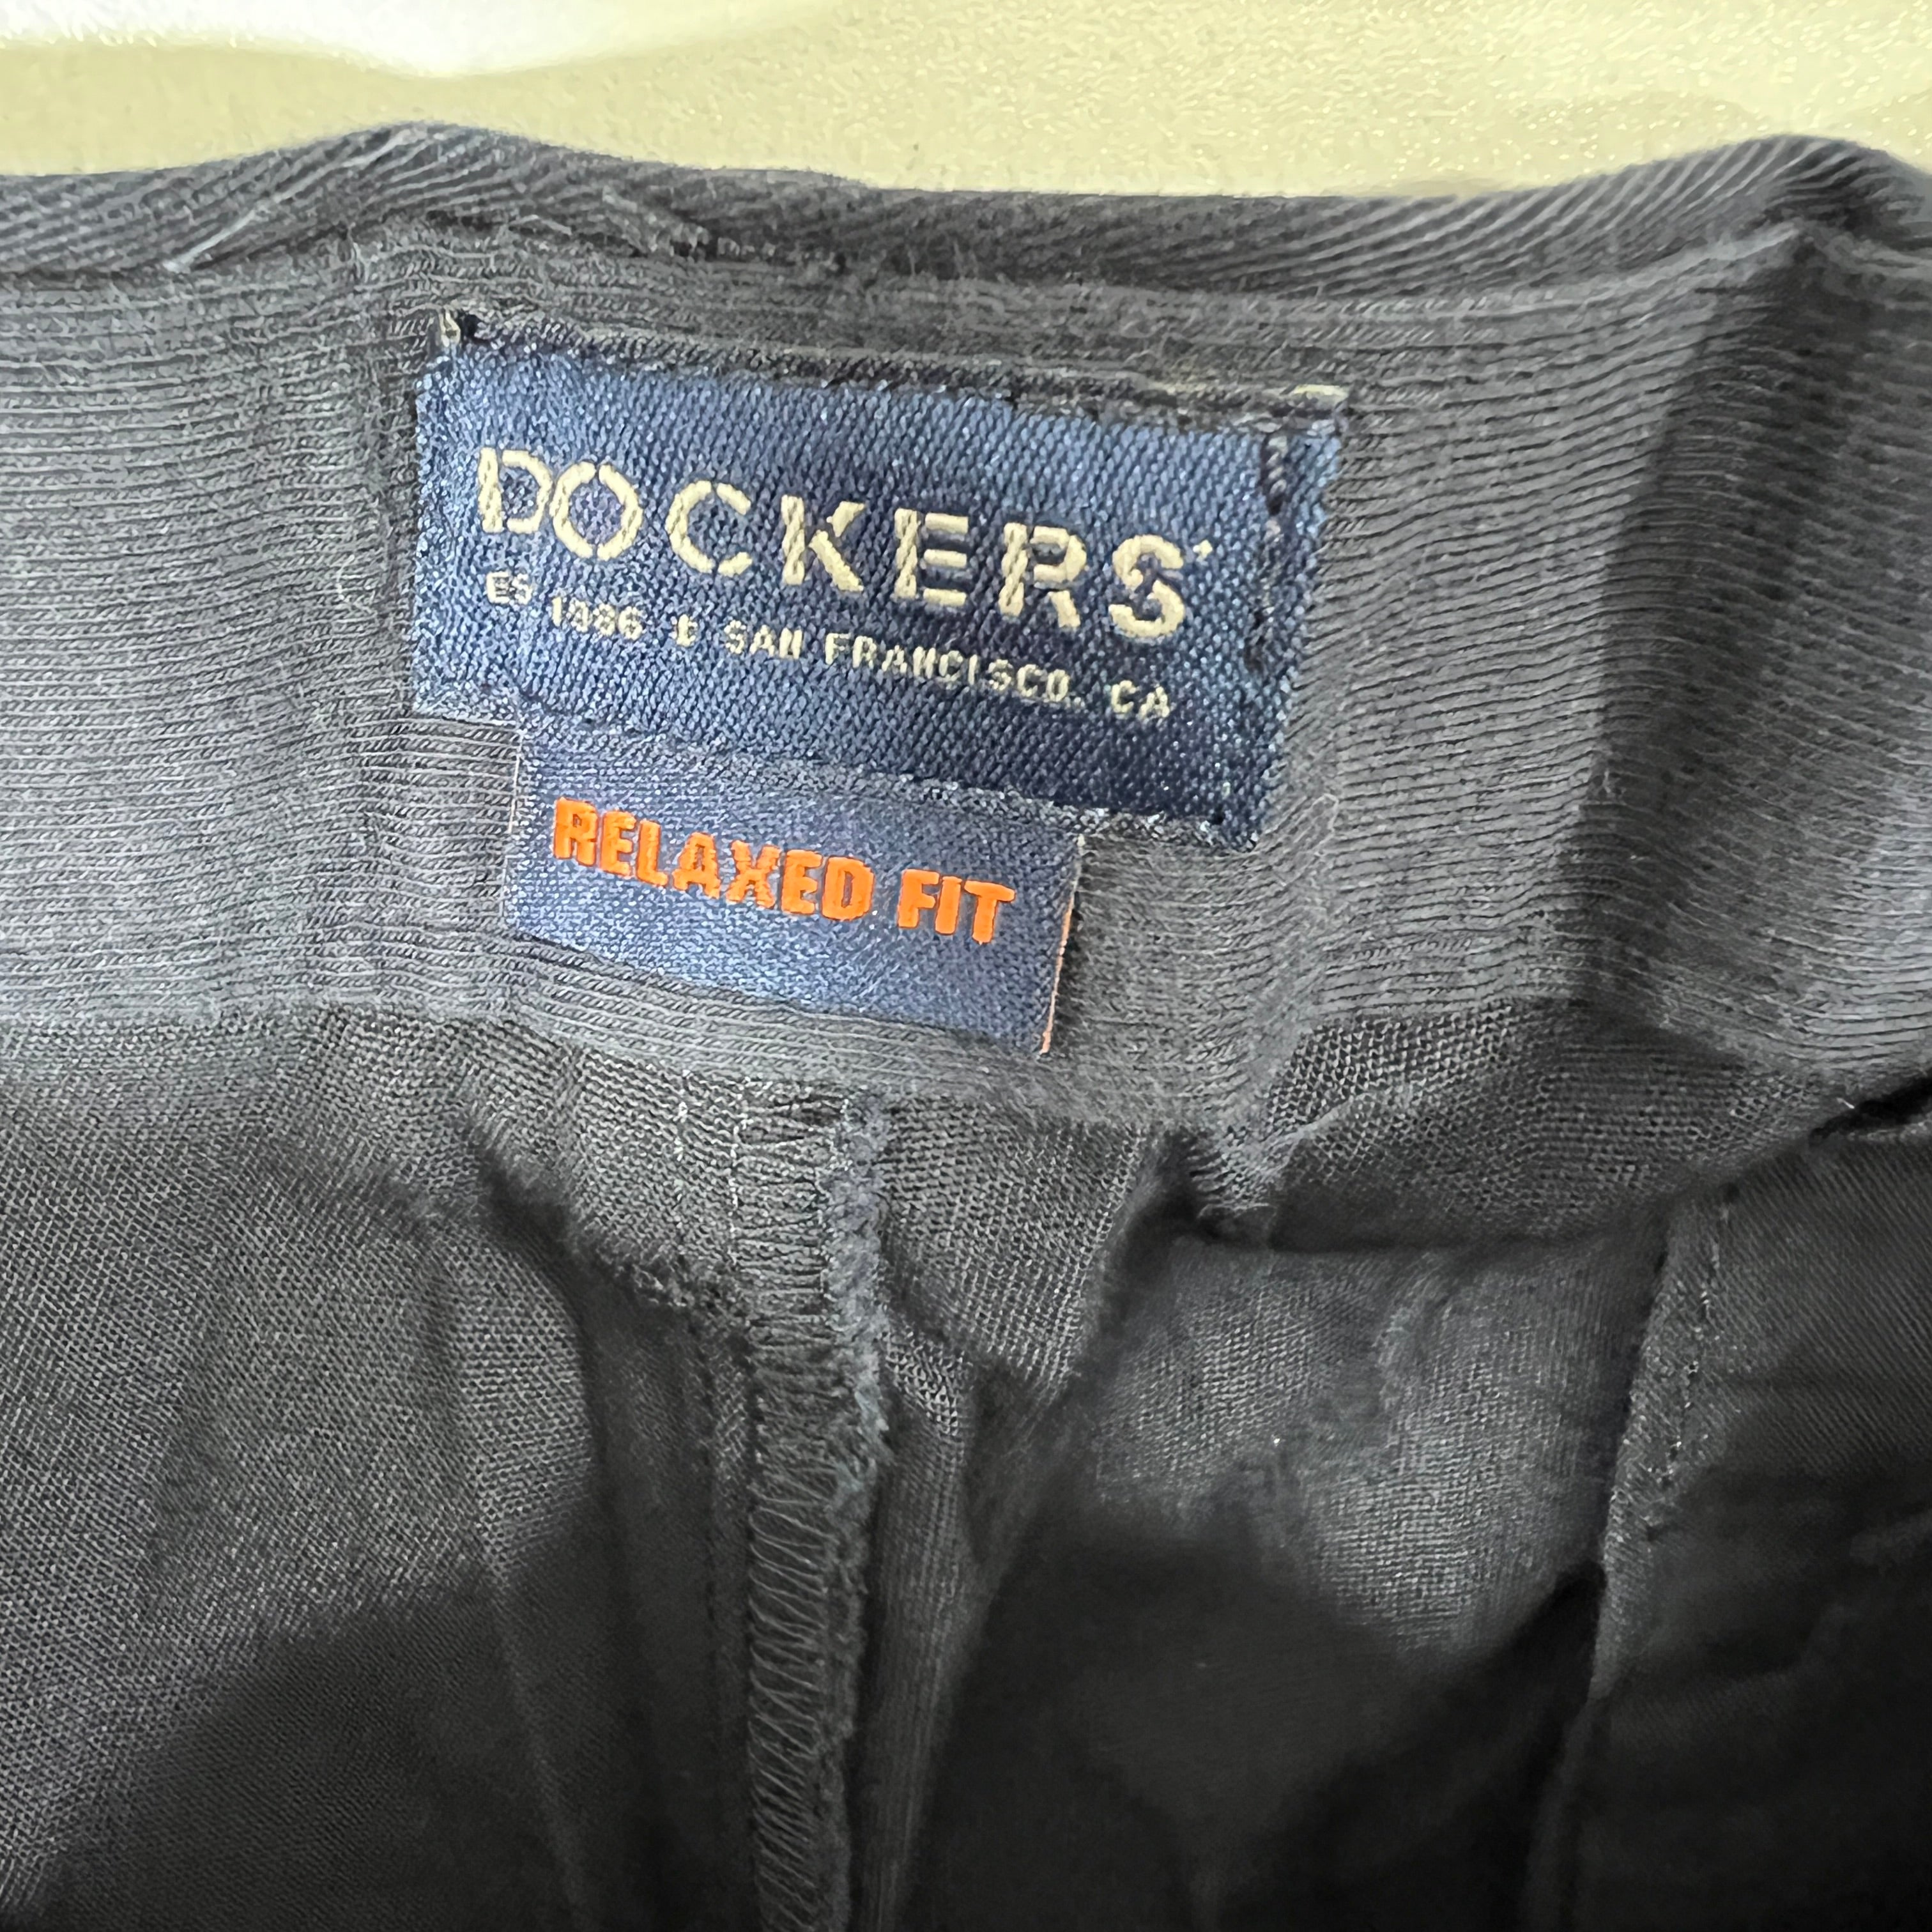 DOCKERS
ES 1986 ⚓ SAN FRANCISCO, CA
RELAXED FIT